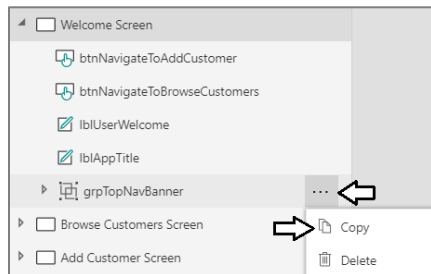 Welcome Screen
btnNavigateToAddCustomer
btnNavigateToBrowseCustomers
lblUserWelcome
lblAppTitle
grpTopNavBanner ...
Browse Customers Screen
Copy
Add Customer Screen
Delete